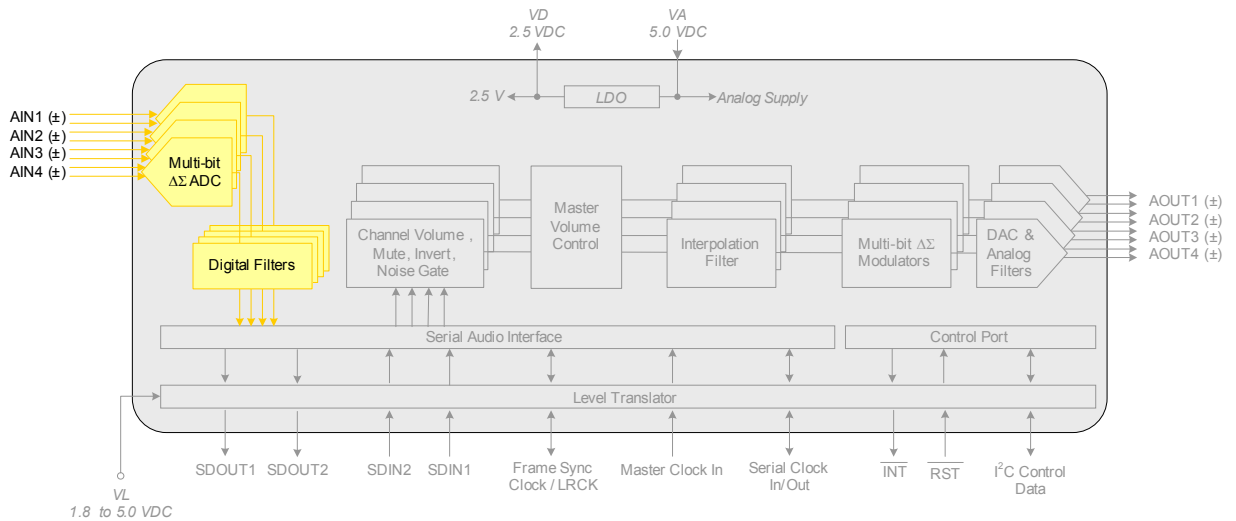 VD
2.5 VDC
VA
5.0 VDC
2.5 V
LDO
Analog Supply
AIN1 (±)
AIN2 (±)
AIN3 (±)
AIN4 (±)
Multi-bit
ΔΣ ADC
Digital Filters
Channel Volume ,
Mute, Invert,
Noise Gate
Master
Volume
Control
Interpolation
Filter
Multi-bit ΔΣ
Modulators
DAC &
Analog
Filters
AOUT1 (±)
AOUT2 (±)
AOUT3 (±)
AOUT4 (±)
Serial Audio Interface
Control Port
Level Translator
SDOUT1
SDOUT2
SDIN2
SDIN1
Frame Sync
Clock / LRCK
Master Clock In
Serial Clock
In/Out
INT
RST
I²C Control
Data
VL
1.8 to 5.0 VDC